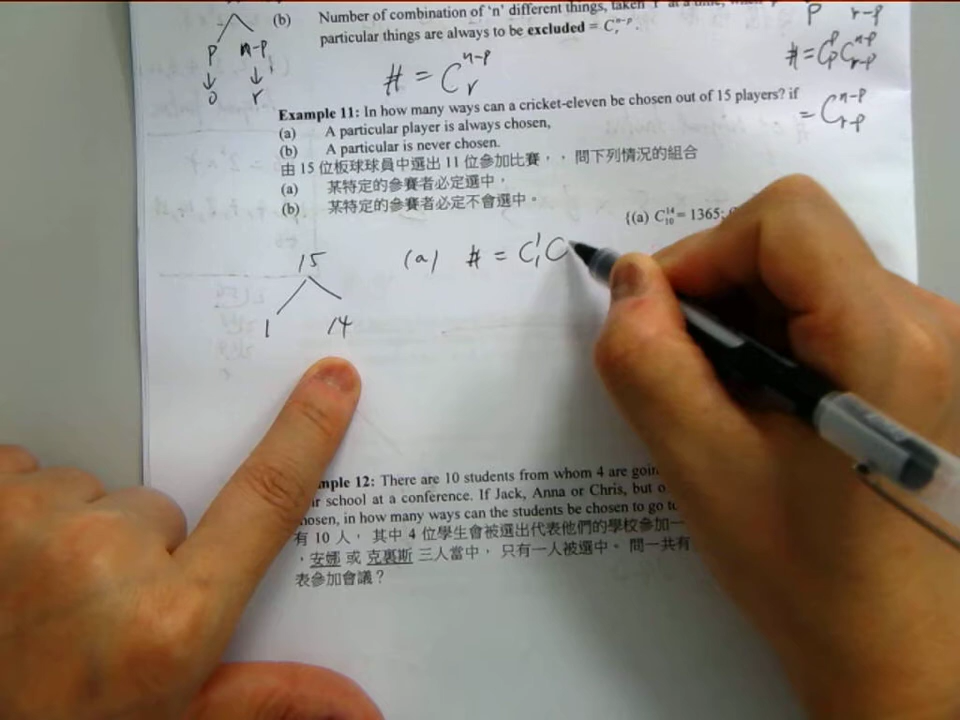 (b) Number of combination of 'n' different things, taken 'r' at a time, when
particular things are always to be excluded = C_r^{n-p}.
p n-p
0 r
# = C_r^{n-p}
p r-p
# = C_p^p C_{r-p}^{n-p}
= C_{r-p}^{n-p}
Example 11: In how many ways can a cricket-eleven be chosen out of 15 players? if
(a) A particular player is always chosen,
(b) A particular is never chosen.
由 15 位板球球員中選出 11 位參加比賽，﹐ 問下列情況的組合
(a) 某特定的參賽者必定選中，
(b) 某特定的參賽者必定不會選中。
{(a) C_{10}^{14} = 1365;
15
1 14
(a) # = C_1^1 C
mple 12: There are 10 students from whom 4 are goin
r school at a conference. If Jack, Anna or Chris, but o
osen, in how many ways can the students be chosen to go to
有 10 人， 其中 4 位學生會被選出代表他們的學校參加一
，安娜 或 克裏斯 三人當中， 只有一人被選中。 問一共有
表參加會議？